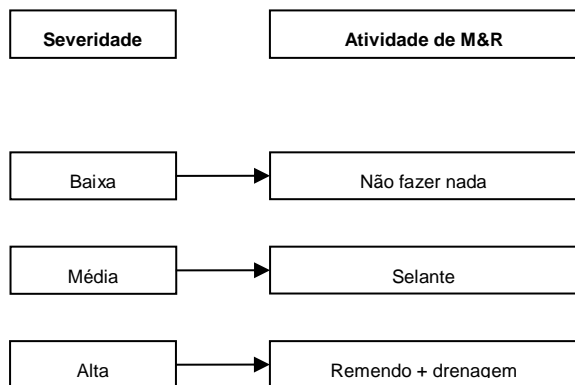 Severidade Atividade de M&R
Baixa Não fazer nada
Média Selante
Alta Remendo + drenagem